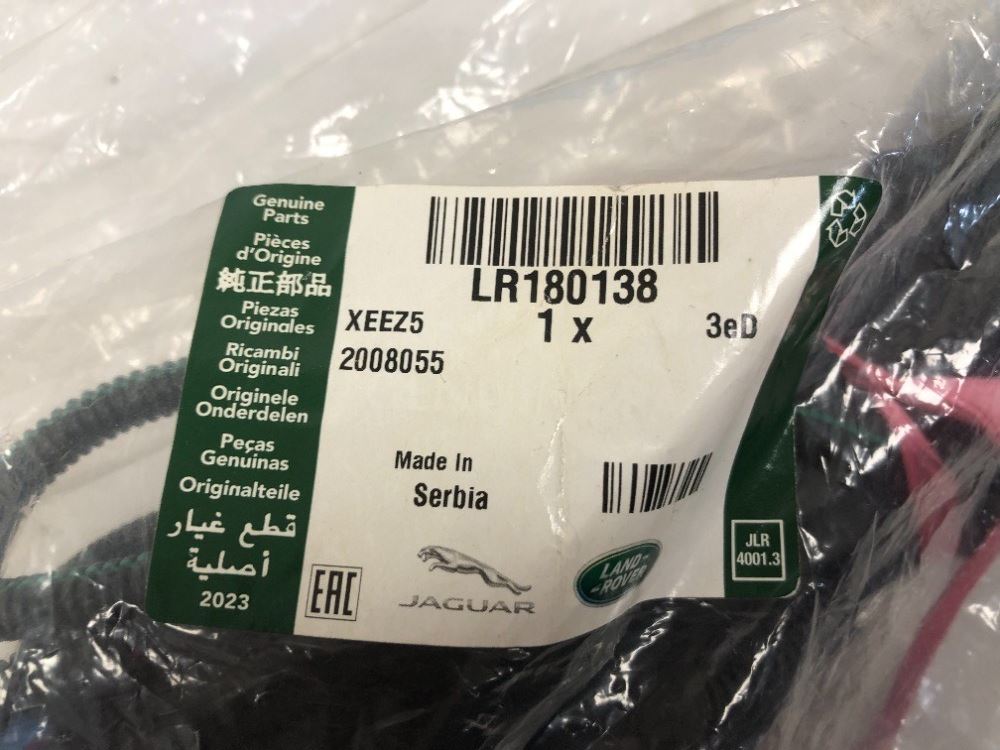 Genuine
Parts
Pièces
d'Origine
純正部品
Piezas
Originales
Ricambi
Originali
Originele
Onderdelen
Peças
Genuinas
Originalteile
قطع غيار
أصلية
2023
LR180138
XEEZ5
1 x
3eD
2008055
Made In
Serbia
EAC
JAGUAR
LAND-
-ROVER
JLR
4001.3